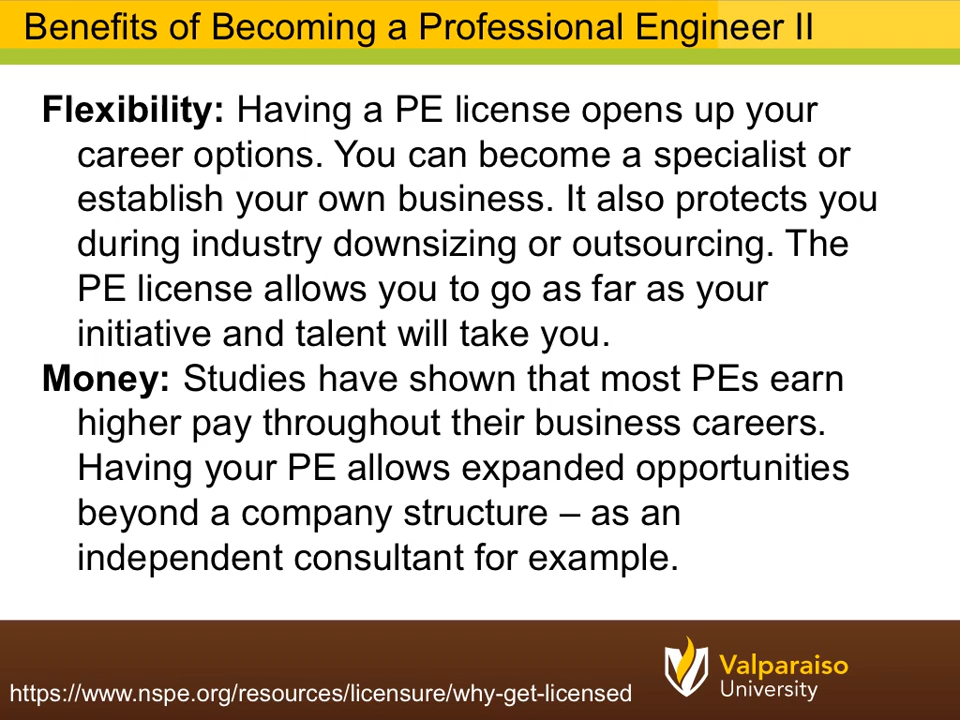 Benefits of Becoming a Professional Engineer II
Flexibility: Having a PE license opens up your
career options. You can become a specialist or
establish your own business. It also protects you
during industry downsizing or outsourcing. The
PE license allows you to go as far as your
initiative and talent will take you.
Money: Studies have shown that most PEs earn
higher pay throughout their business careers.
Having your PE allows expanded opportunities
beyond a company structure – as an
independent consultant for example.
Valparaiso
University
https://www.nspe.org/resources/licensure/why-get-licensed